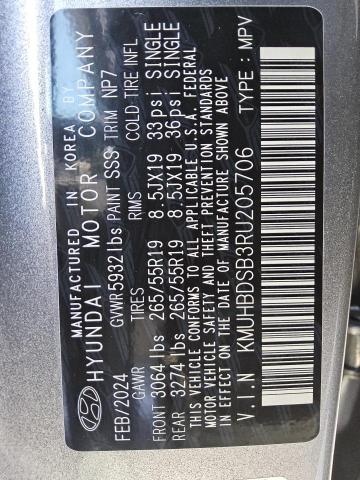 MANUFACTURED IN KOREA BY
HYUNDAI MOTOR COMPANY
FEB/2024 GVWR 5932 lbs PAINT SSS TRIM NP7
GAWR TIRES RIMS COLD TIRE INFL
FRONT 3064 lbs 265/55R19 8.5JX19 33psi SINGLE
REAR 3274 lbs 265/55R19 8.5JX19 36psi SINGLE
THIS VEHICLE CONFORMS TO ALL APPLICABLE U.S.A. FEDERAL
MOTOR VEHICLE SAFETY AND THEFT PREVENTION STANDARDS
IN EFFECT ON THE DATE OF MANUFACTURE SHOWN ABOVE
V.I.N KMUHBDSB3RU205706 TYPE : MPV